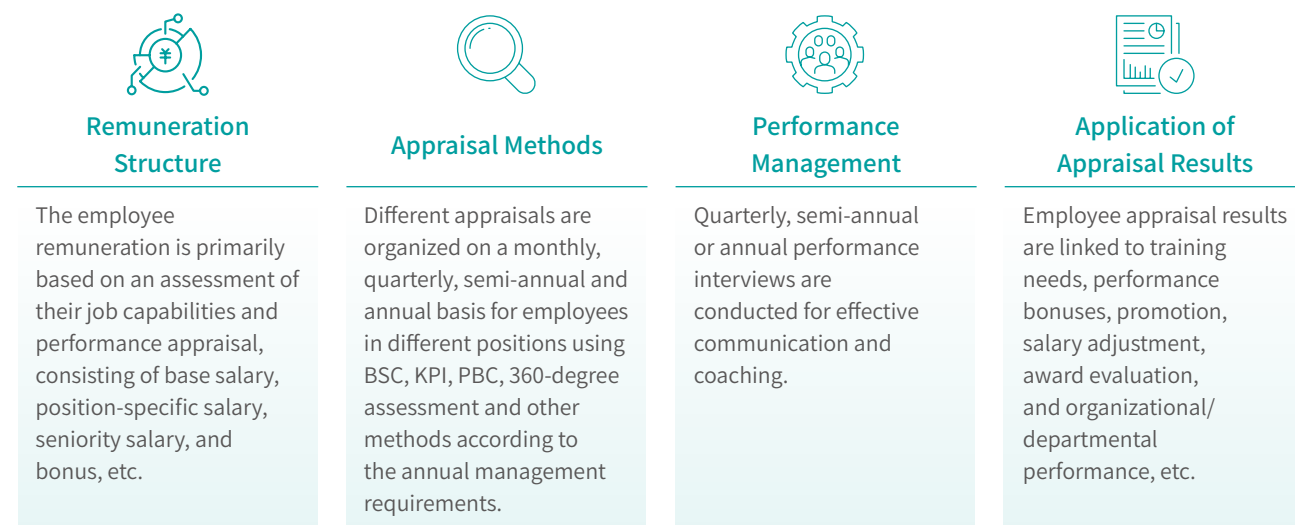 ¥
Remuneration
Structure
The employee
remuneration is primarily
based on an assessment of
their job capabilities and
performance appraisal,
consisting of base salary,
position-specific salary,
seniority salary, and
bonus, etc.
Appraisal Methods
Different appraisals are
organized on a monthly,
quarterly, semi-annual and
annual basis for employees
in different positions using
BSC, KPI, PBC, 360-degree
assessment and other
methods according to
the annual management
requirements.
Performance
Management
Quarterly, semi-annual
or annual performance
interviews are
conducted for effective
communication and
coaching.
Application of
Appraisal Results
Employee appraisal results
are linked to training
needs, performance
bonuses, promotion,
salary adjustment,
award evaluation,
and organizational/
departmental
performance, etc.